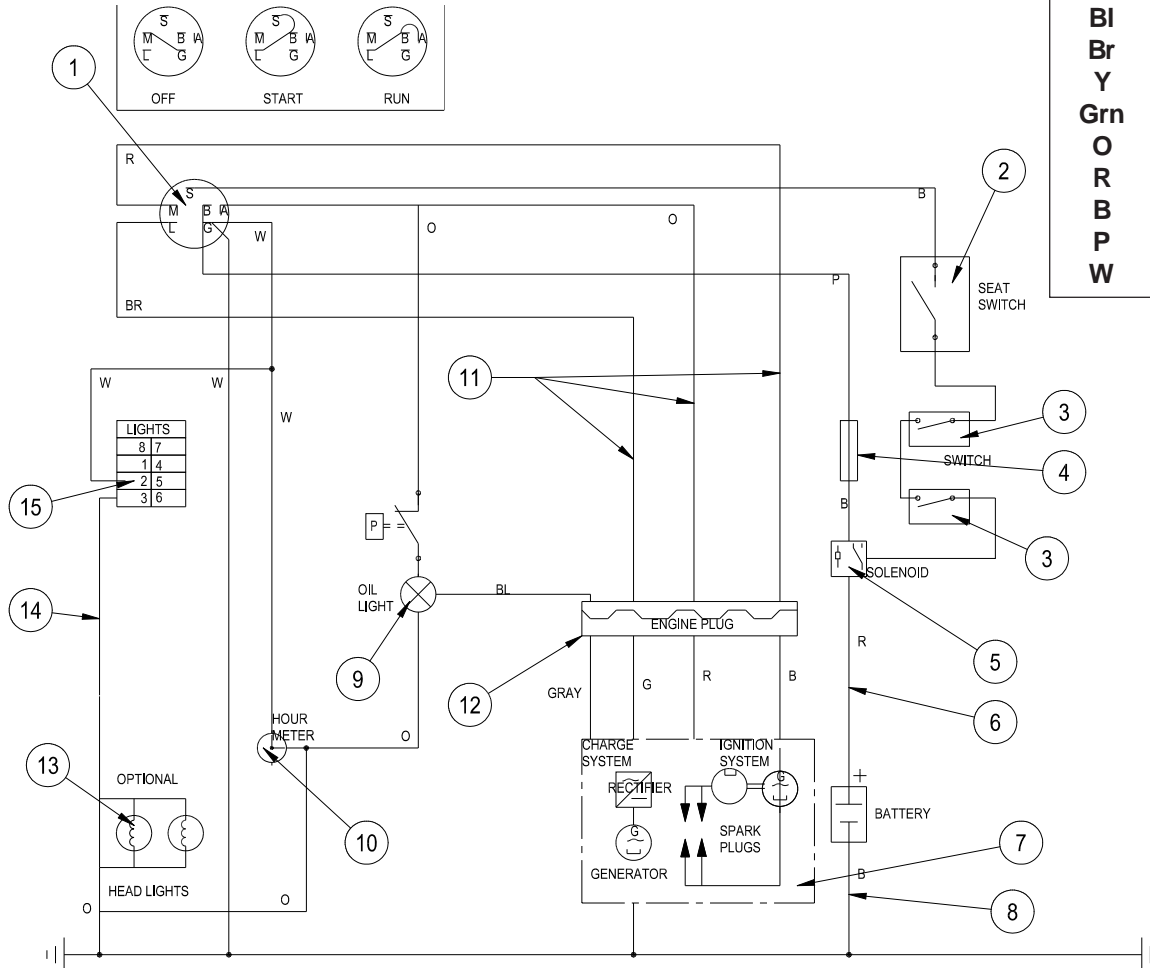 S
M B A
L G
OFF
S
M B A
L G
START
S
M B A
L G
RUN
Bl
Br
Y
Grn
O
R
B
P
W
1
R
S
M B A
L G
W
BR
O
O
B
P
2
SEAT
SWITCH
W
W
W
11
3
SWITCH
4
LIGHTS
8 7
1 4
2 5
3 6
15
P
B
3
SOLENOID
5
OIL
LIGHT
BL
9
ENGINE PLUG
12
14
GRAY
G
R
B
R
6
HOUR
METER
O
10
CHARGE
SYSTEM
IGNITION
SYSTEM
RECTIFIER
G
G
SPARK
PLUGS
GENERATOR
7
+
BATTERY
B
8
13
OPTIONAL
HEAD LIGHTS
O
O